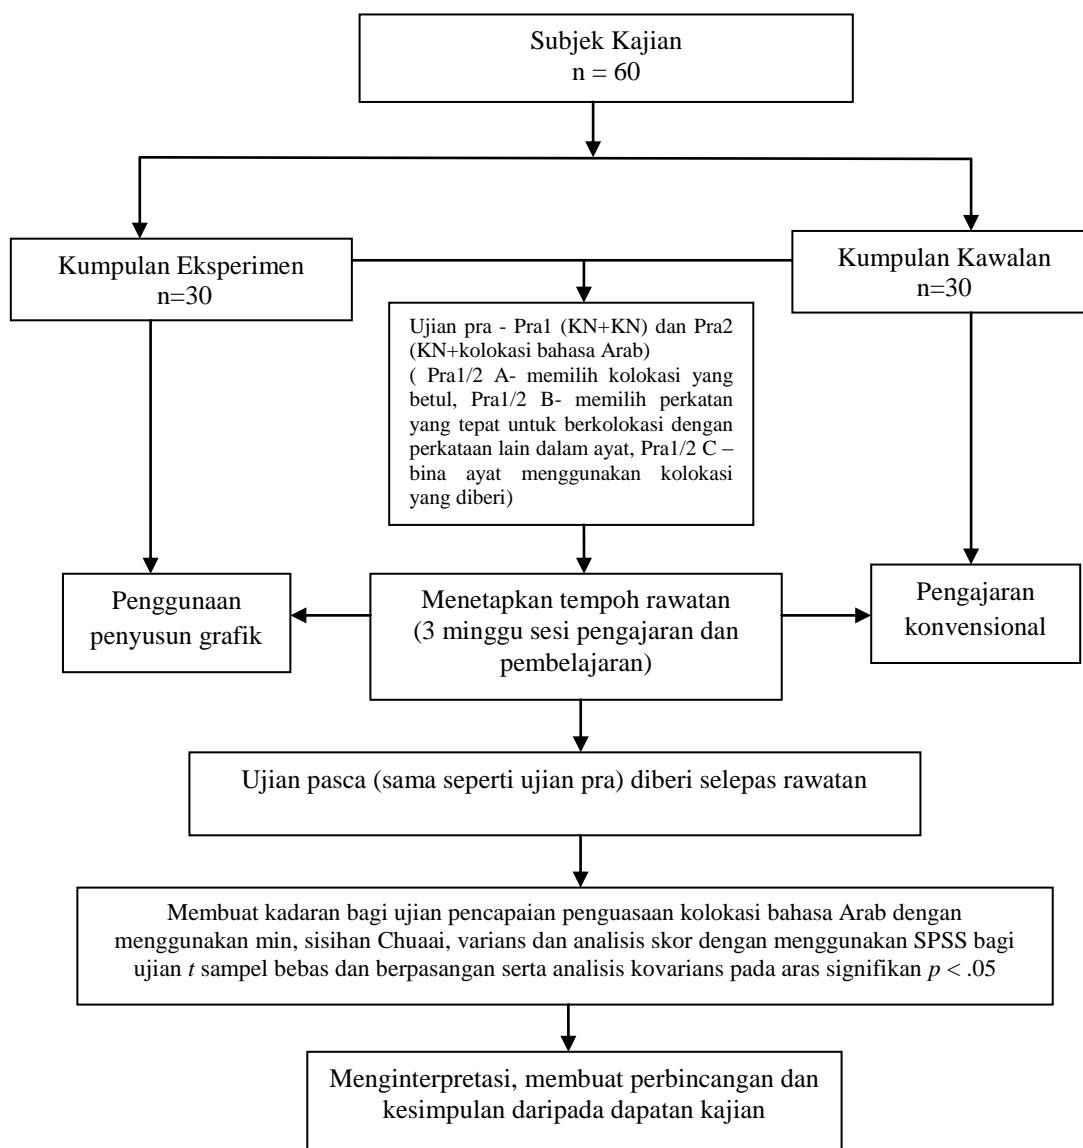 Subjek Kajian
n = 60
Kumpulan Eksperimen
n=30
Kumpulan Kawalan
n=30
Ujian pra - Pra1 (KN+KN) dan Pra2
(KN+kolokasi bahasa Arab)
( Pra1/2 A- memilih kolokasi yang
betul, Pra1/2 B- memilih perkatan
yang tepat untuk berkolokasi dengan
perkataan lain dalam ayat, Pra1/2 C –
bina ayat menggunakan kolokasi
yang diberi)
Penggunaan
penyusun grafik
Menetapkan tempoh rawatan
(3 minggu sesi pengajaran dan
pembelajaran)
Pengajaran
konvensional
Ujian pasca (sama seperti ujian pra) diberi selepas rawatan
Membuat kadaran bagi ujian pencapaian penguasaan kolokasi bahasa Arab dengan
menggunakan min, sisihan Chuaai, varians dan analisis skor dengan menggunakan SPSS bagi
ujian t sampel bebas dan berpasangan serta analisis kovarians pada aras signifikan p < .05
Menginterpretasi, membuat perbincangan dan
kesimpulan daripada dapatan kajian